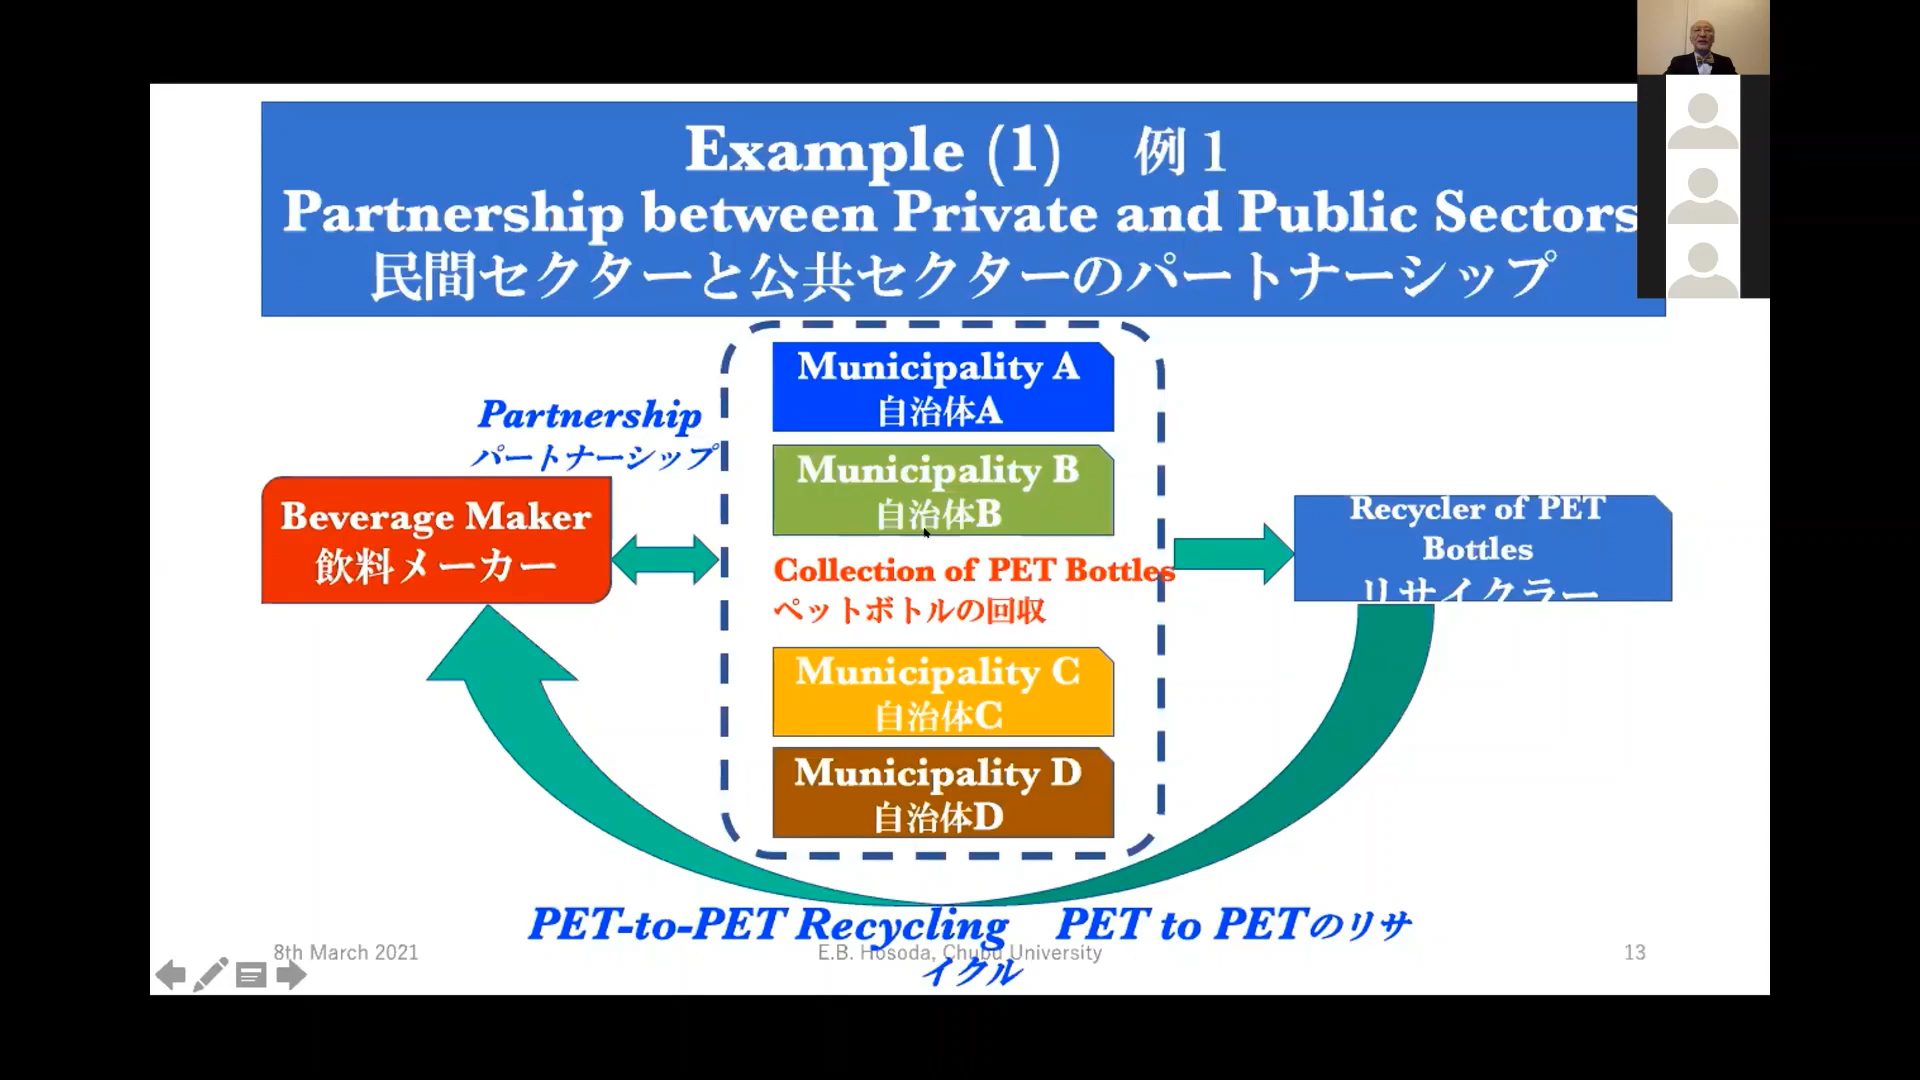 Example (1)　例１
Partnership between Private and Public Sectors
民間セクターと公共セクターのパートナーシップ
Municipality A
自治体A
Partnership
パートナーシップ
Municipality B
自治体B
Beverage Maker
飲料メーカー
Recycler of PET
Bottles
リサイクラー
Collection of PET Bottles
ペットボトルの回収
Municipality C
自治体C
Municipality D
自治体D
PET-to-PET Recycling　PET to PETのリサ
イクル
8th March 2021
E.B. Hosoda, Chubu University
13